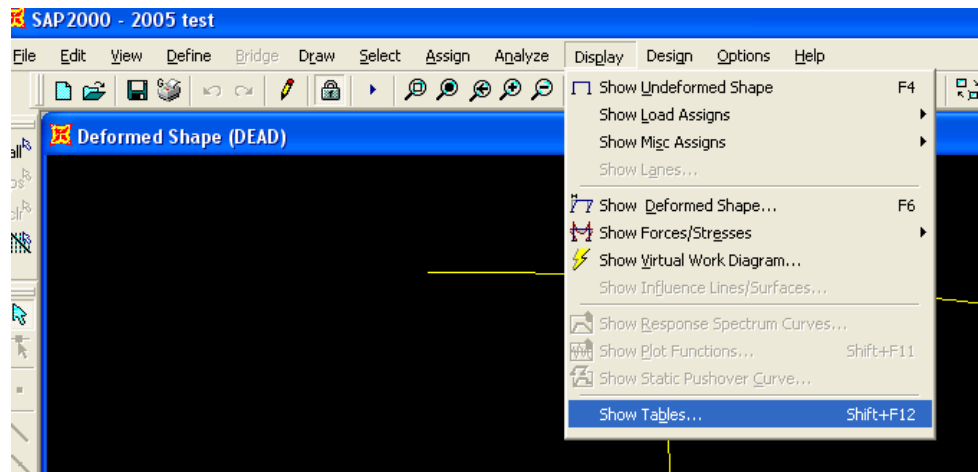 SAP2000 - 2005 test
File Edit View Define Bridge Draw Select Assign Analyze Display Design Options Help
Deformed Shape (DEAD)
Show Undeformed Shape F4
Show Load Assigns
Show Misc Assigns
Show Lanes...
Show Deformed Shape... F6
Show Forces/Stresses
Show Virtual Work Diagram...
Show Influence Lines/Surfaces...
Show Response Spectrum Curves...
Show Plot Functions... Shift+F11
Show Static Pushover Curve...
Show Tables... Shift+F12
all
clr